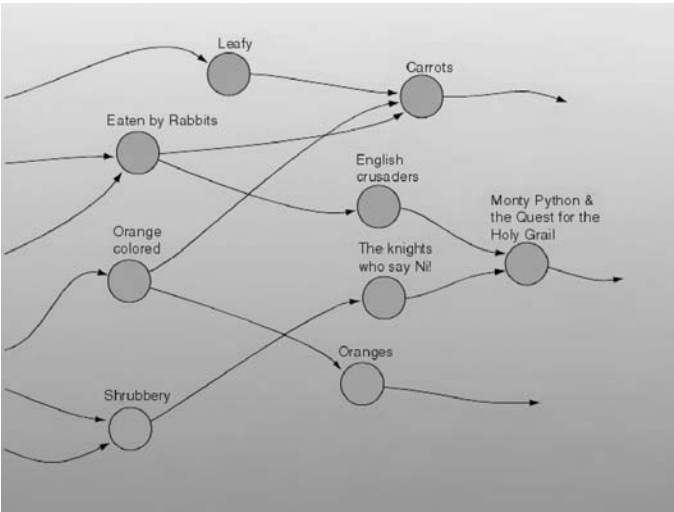 Leafy
Carrots
Eaten by Rabbits
English
crusaders
Monty Python &
the Quest for the
Holy Grail
Orange
colored
The knights
who say Ni!
Oranges
Shrubbery